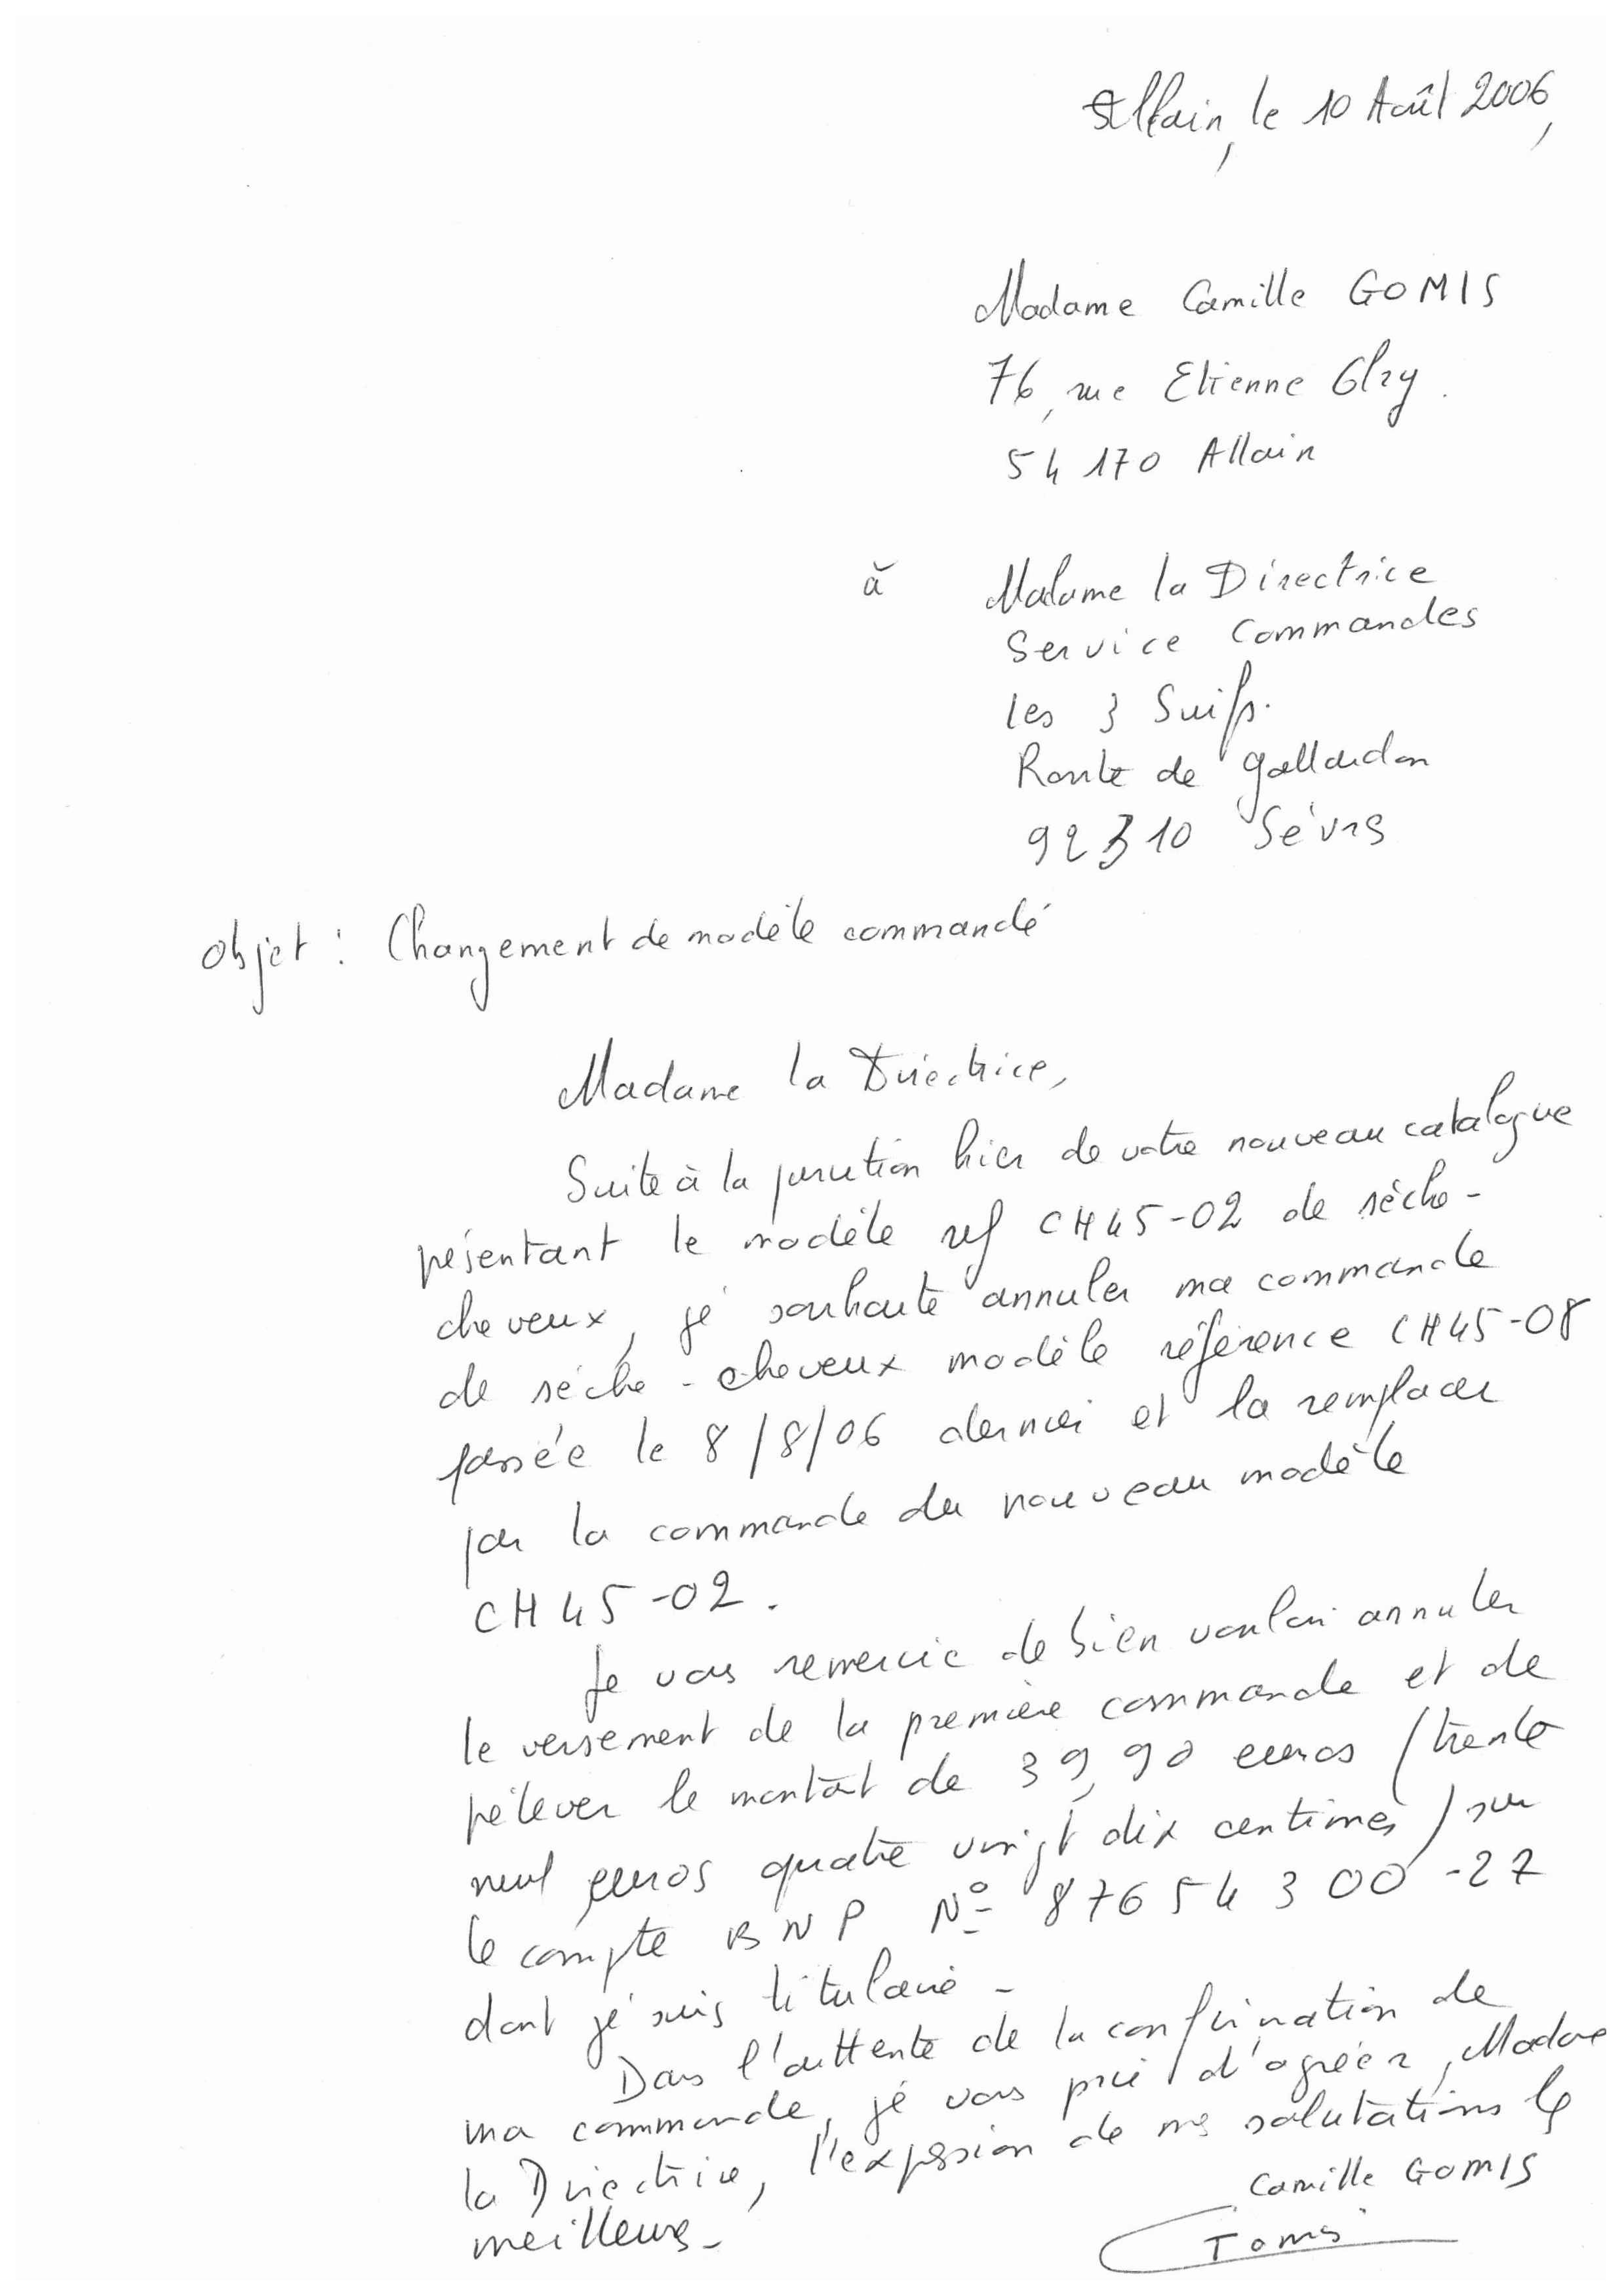 Allain, le 10 Août 2006,
Madame Camille GOMIS
76, rue Etienne Olry.
54 170 Allain
à Madame la Directrice
Service Commandes
les 3 Suiss.
Route de gallardon
92310 Sèvres
Objet : Changement de modèle commandé
Madame la Directrice,
Suite à la parution hier de votre nouveau catalogue
présentant le modèle ref CH45-02 de sèche-
cheveux, je souhaite annuler ma commande
de sèche-cheveux modèle référence CH45-08
passée le 8/8/06 dernier et la remplacer
par la commande du nouveau modèle
CH45-02.
Je vous remercie de bien vouloir annuler
le versement de la première commande et de
prélever le montant de 39,90 euros (trente
neuf euros quatre vingt dix centimes) sur
le compte BNP N° 87654300-27
dont je suis titulaire -
Dans l'attente de la confirmation de
ma commande, je vous prie d'agréer, Madame
la Directrice, l'expression de mes salutations les
meilleures -
Camille GOMIS